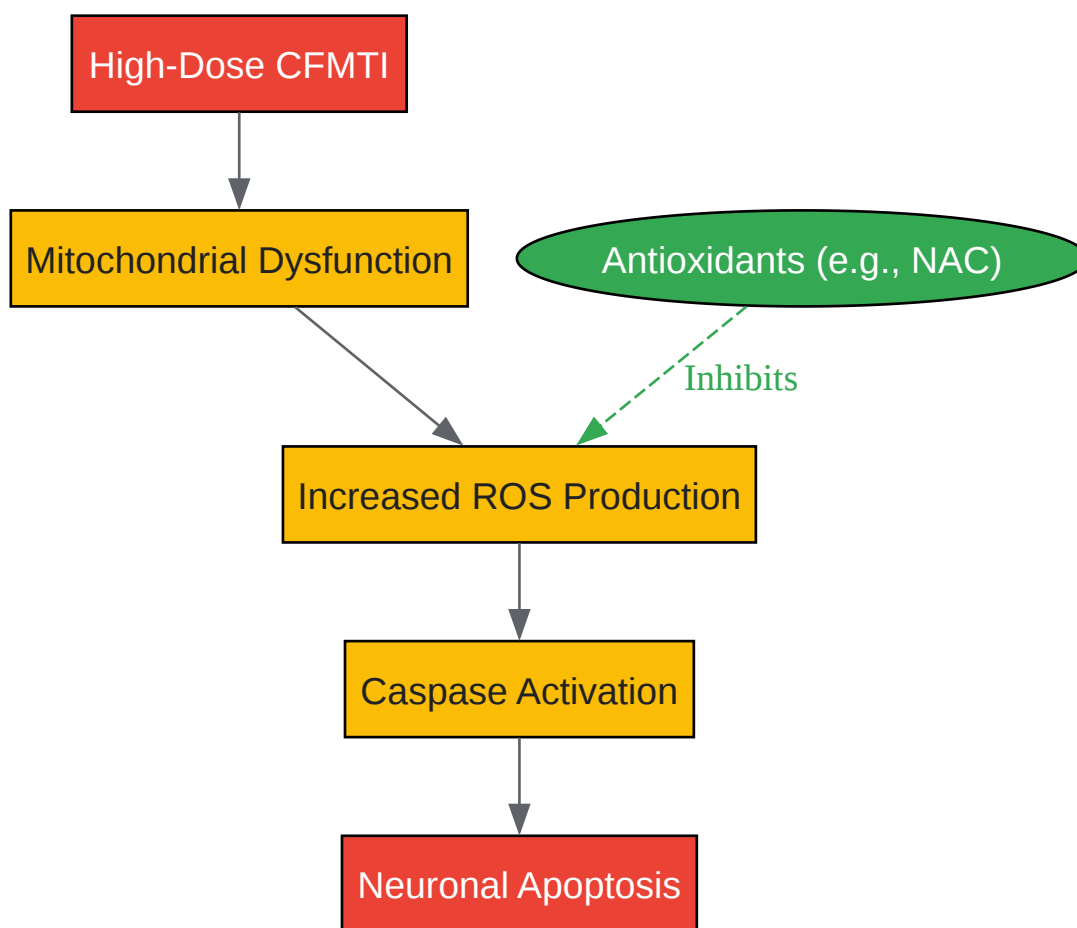 High-Dose CFMTI
Mitochondrial Dysfunction
Antioxidants (e.g., NAC)
Inhibits
Increased ROS Production
Caspase Activation
Neuronal Apoptosis